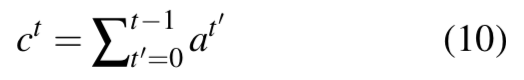 c^t = ∑_{t'=0}^{t−1} a^{t'} (10)